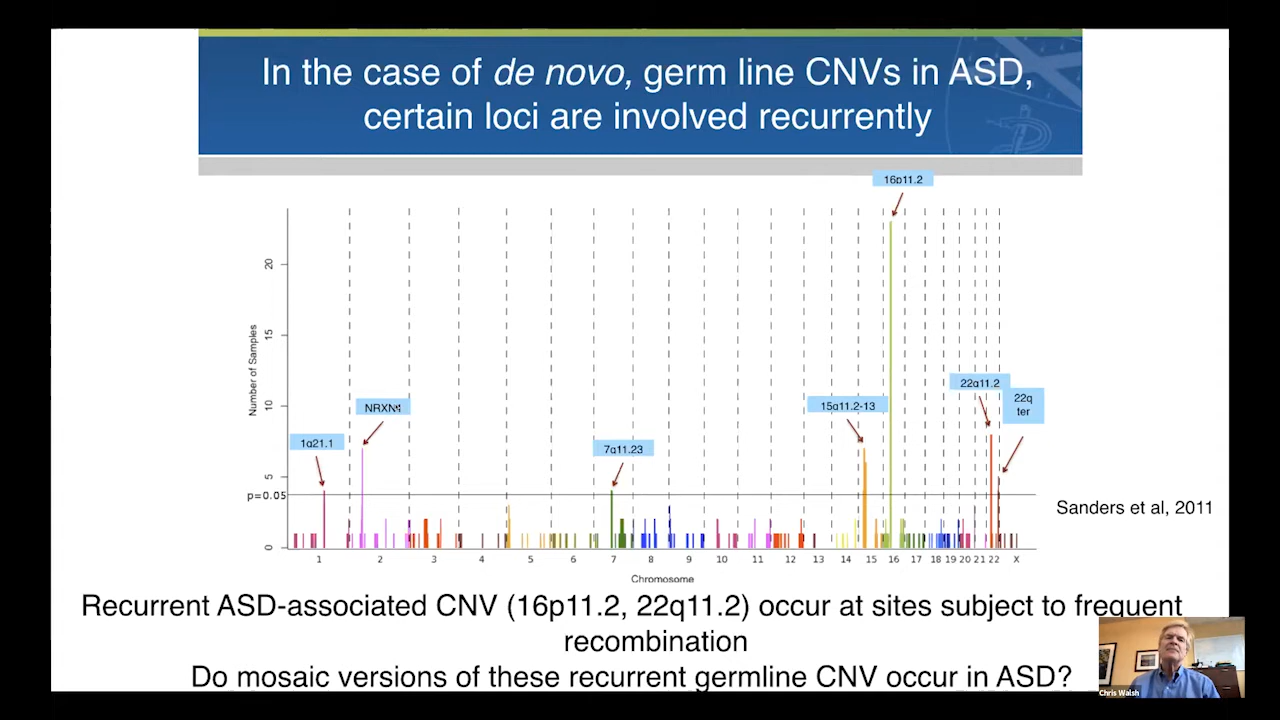 In the case of de novo, germ line CNVs in ASD,
certain loci are involved recurrently
16p11.2
20
15
10
5
0
Number of Samples
p=0.05
1q21.1
NRXN1
7q11.23
15q11.2-13
22q11.2
22q
ter
1 2 3 4 5 6 7 8 9 10 11 12 13 14 15 16 17 18 19 20 21 22 X
Chromosome
Sanders et al, 2011
Recurrent ASD-associated CNV (16p11.2, 22q11.2) occur at sites subject to frequent
recombination
Do mosaic versions of these recurrent germline CNV occur in ASD?
Chris Walsh